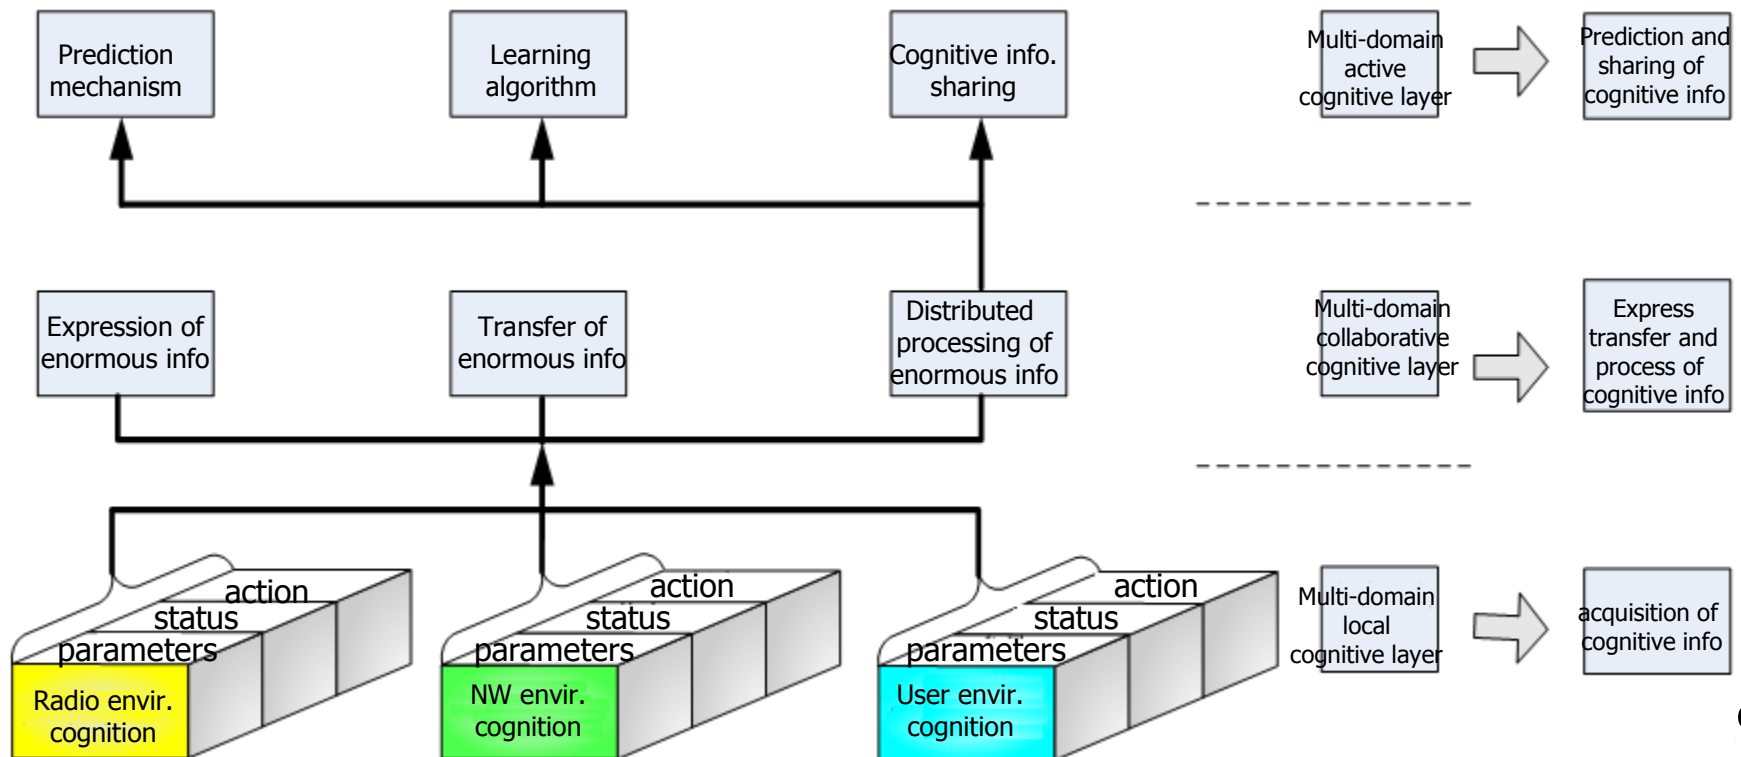 Prediction
mechanism
Learning
algorithm
Cognitive info.
sharing
Multi-domain
active
cognitive layer
Prediction and
sharing of
cognitive info
Expression of
enormous info
Transfer of
enormous info
Distributed
processing of
enormous info
Multi-domain
collaborative
cognitive layer
Express
transfer and
process of
cognitive info
action
status
parameters
Radio envir.
cognition
action
status
parameters
NW envir.
cognition
action
status
parameters
User envir.
cognition
Multi-domain
local
cognitive layer
acquisition of
cognitive info